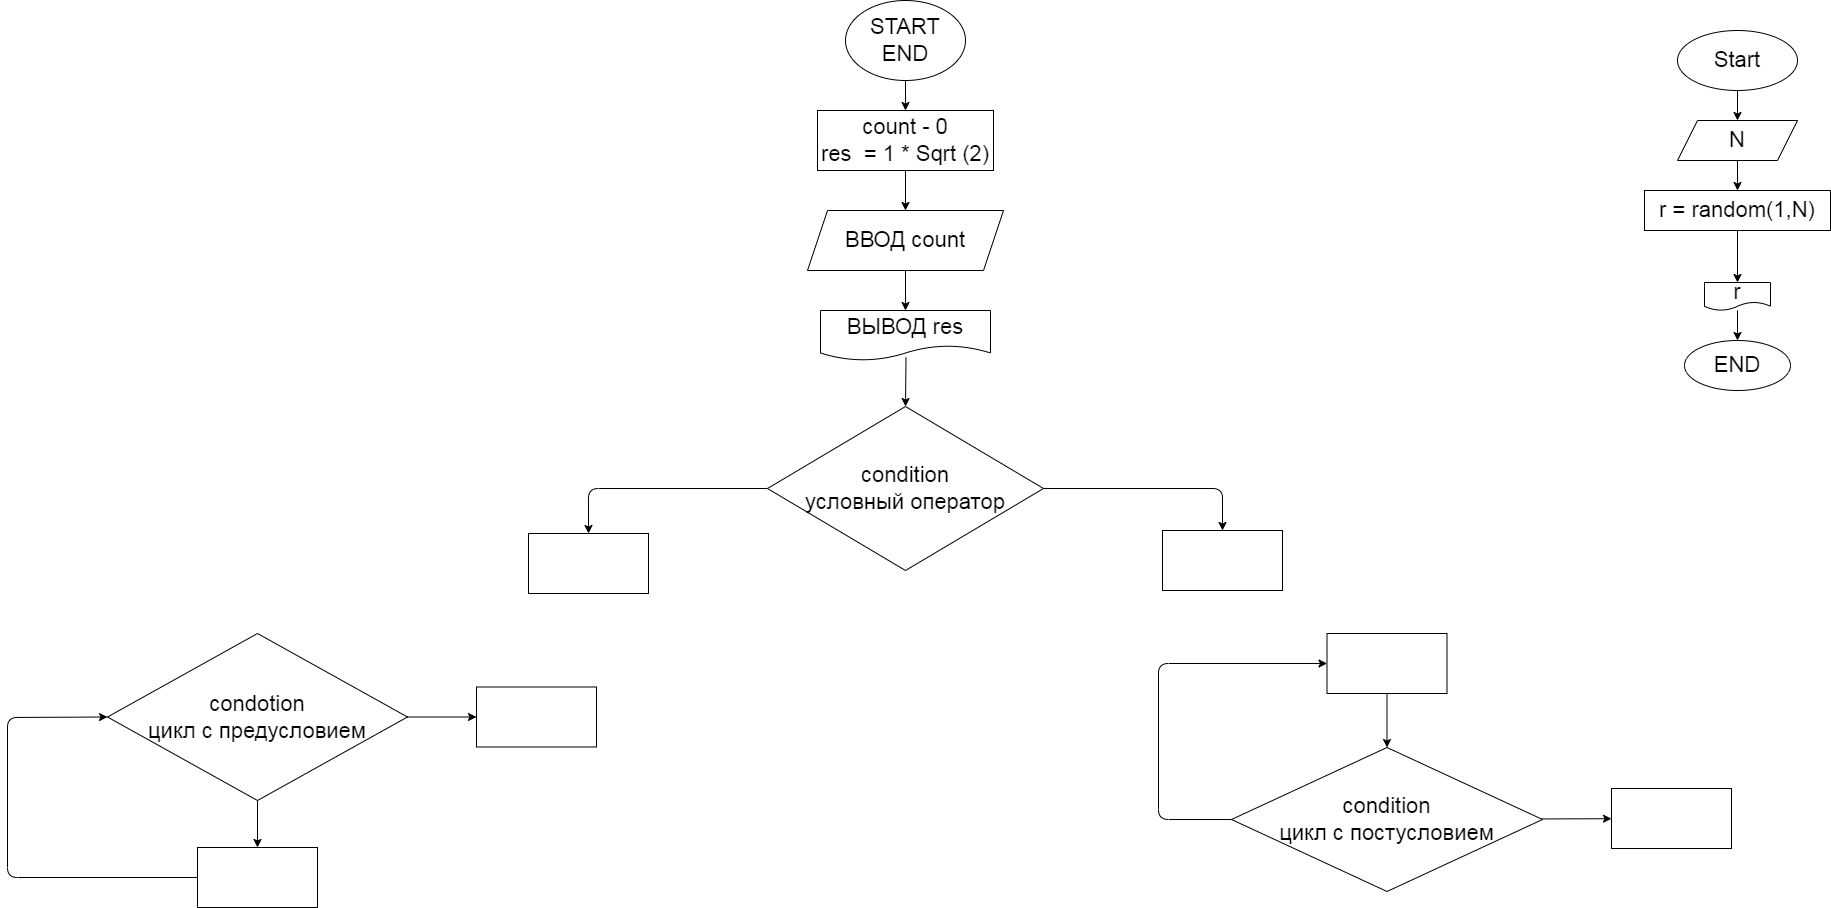 START
END
count - 0
res = 1 * Sqrt (2)
ВВОД count
ВЫВОД res
condition
условный оператор
condotion
цикл с предусловием
condition
цикл с постусловием
Start
N
r = random(1,N)
r
END